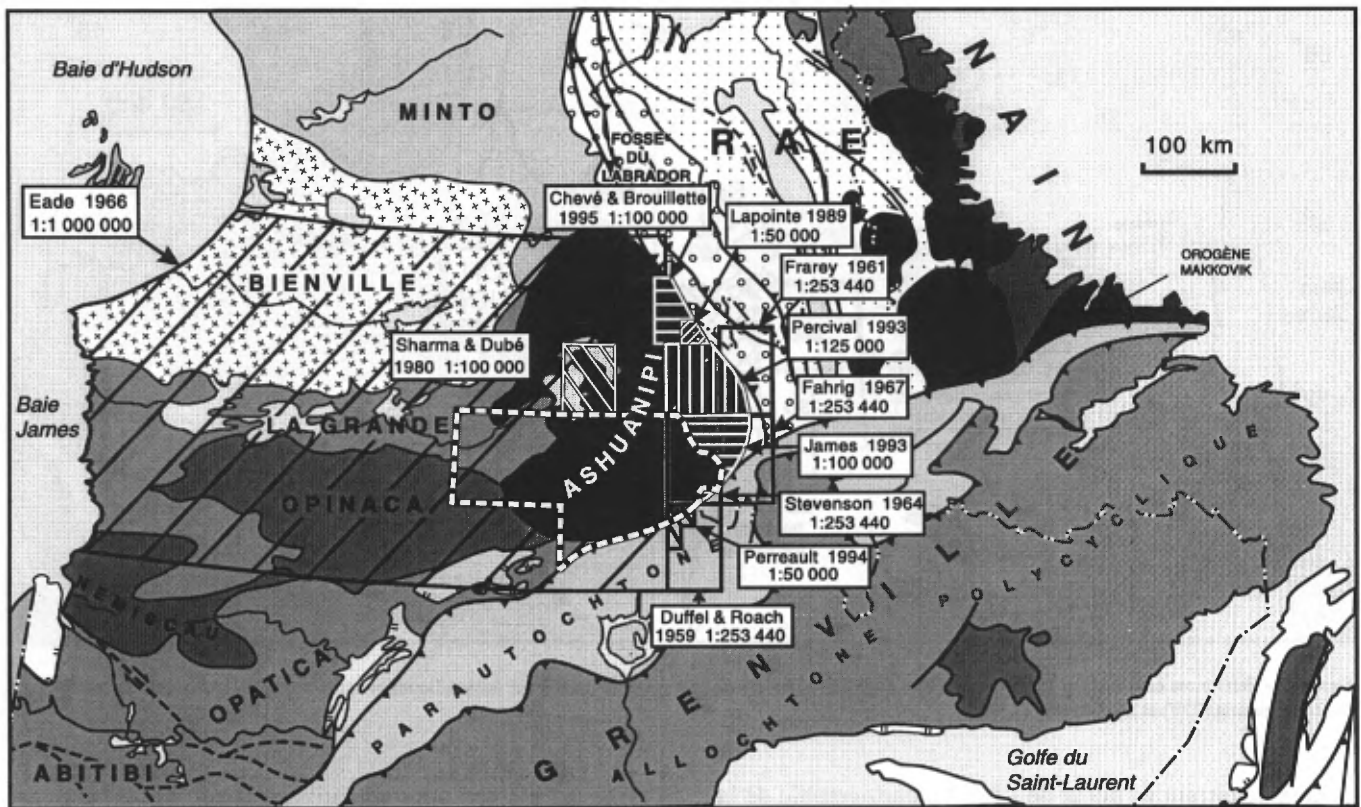 Baie d'Hudson
MINTO
NAIN
RAE
100 km
FOSSE
DU
LABRADOR
Eade 1966
1:1 000 000
Chevé & Brouillette
1995 1:100 000
Lapointe 1989
1:50 000
Frarey 1961
1:253 440
OROGÈNE
MAKKOVIK
BIENVILLE
Sharma & Dubé
1980 1:100 000
Percival 1993
1:125 000
Fahrig 1967
1:253 440
Baie
James
LA GRANDE
ASHUANIPI
James 1993
1:100 000
OPINACA
Stevenson 1964
1:253 440
Perreault 1994
1:50 000
NEMISCAU
Duffel & Roach
1959 1:253 440
OPATICA
PARAUTOCHTONE
GRENVILLE
ALLOCHTONE POLYCYCLIQUE
ABITIBI
Golfe du
Saint-Laurent